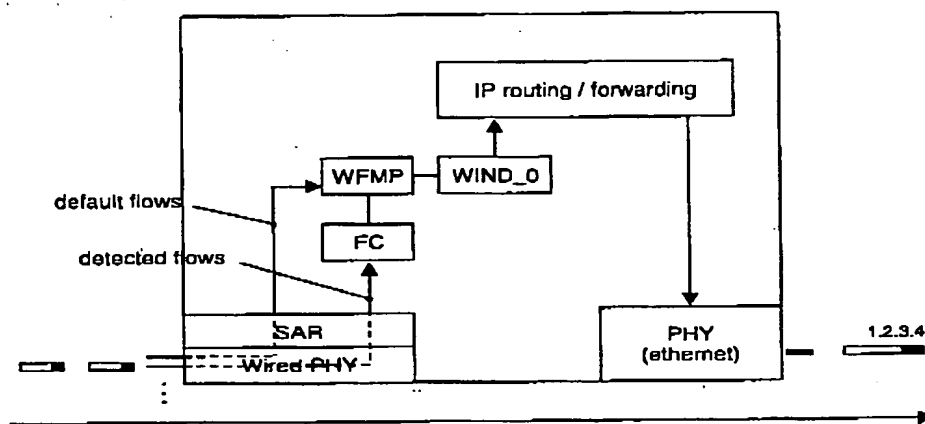 IP routing / forwarding
WFMP
WIND_0
default flows
FC
detected flows
SAR
PHY
(ethernet)
1.2.3.4
Wired PHY